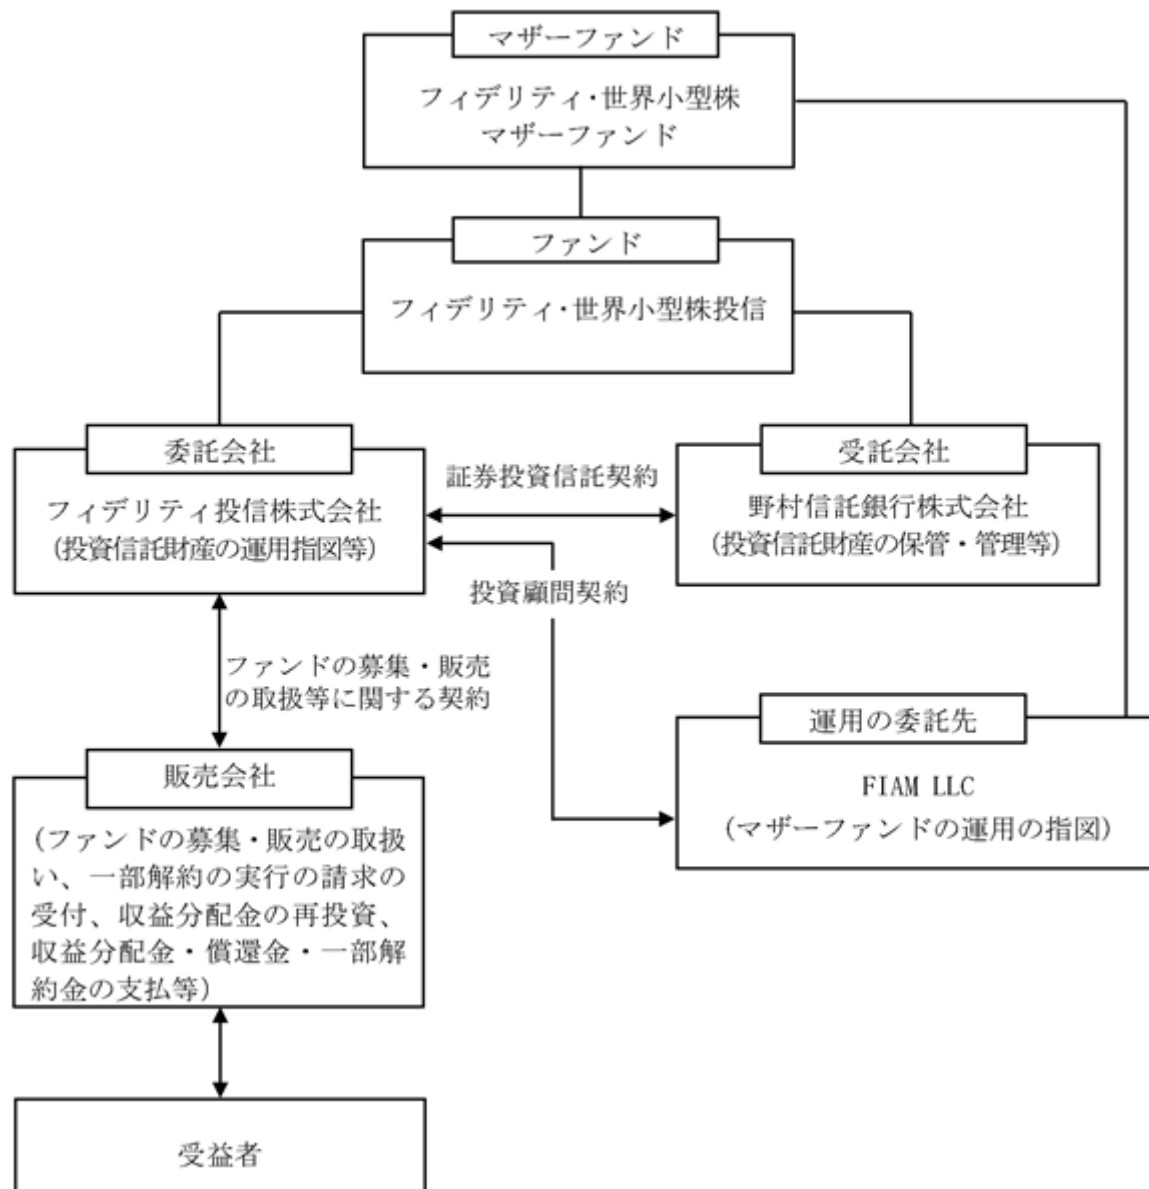 マザーファンド
フィデリティ・世界小型株
マザーファンド
ファンド
フィデリティ・世界小型株投信
委託会社
フィデリティ投信株式会社
（投資信託財産の運用指図等）
証券投資信託契約
受託会社
野村信託銀行株式会社
（投資信託財産の保管・管理等）
投資顧問契約
ファンドの募集・販売
の取扱等に関する契約
運用の委託先
FIAM LLC
（マザーファンドの運用の指図）
販売会社
（ファンドの募集・販売の取扱
い、一部解約の実行の請求の
受付、収益分配金の再投資、
収益分配金・償還金・一部解
約金の支払等）
受益者